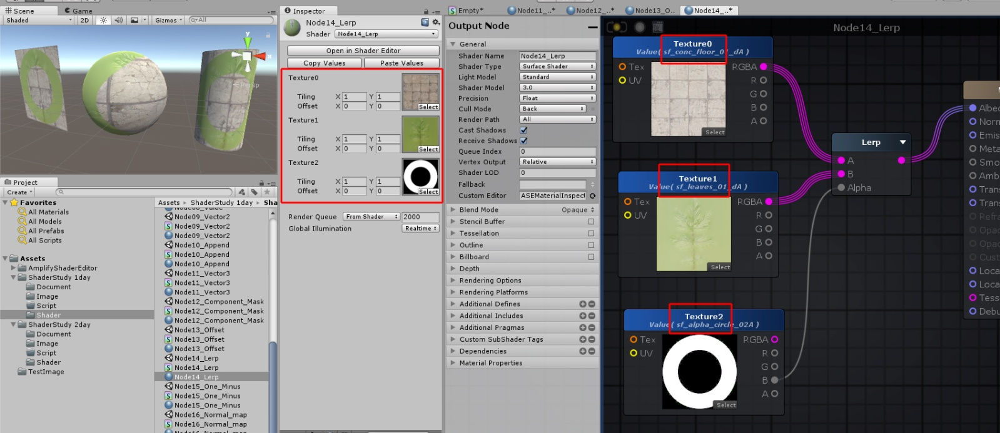 Scene
Game
Shaded
2D
Gizmos
All
y
x
Persp
Project
Create
Favorites
All Materials
All Models
All Prefabs
All Scripts
Assets
AmplifyShaderEditor
ShaderStudy 1day
Document
Image
Script
Shader
ShaderStudy 2day
Document
Image
Script
Shader
TestImage
Assets ▸ ShaderStudy 1day ▸ Sha
Node09_Vector2
Node09_Vector2
Node09_Vector2
Node10_Append
Node10_Append
Node10_Append
Node11_Vector3
Node11_Vector3
Node11_Vector3
Node12_Component_Mask
Node12_Component_Mask
Node12_Component_Mask
Node13_Offset
Node13_Offset
Node13_Offset
Node14_Lerp
Node14_Lerp
Node14_Lerp
Node15_One_Minus
Node15_One_Minus
Node15_One_Minus
Node16_Normal_map
Node16_Normal_map
Node16_Normal_map
Inspector
Node14_Lerp
Shader Node14_Lerp
Open in Shader Editor
Copy Values Paste Values
Texture0
Tiling X 1 Y 1
Offset X 0 Y 0
Select
Texture1
Tiling X 1 Y 1
Offset X 0 Y 0
Select
Texture2
Tiling X 1 Y 1
Offset X 0 Y 0
Select
Render Queue From Shader 2000
Global Illumination Realtime
Empty* Node11_..* Node12_..* Node13_O.. Node14_..*
Output Node
General
Shader Name Node14_Lerp
Shader Type Surface Shader
Light Model Standard
Shader Model 3.0
Precision Float
Cull Mode Back
Render Path All
Cast Shadows
Receive Shadows
Queue Index 0
Vertex Output Relative
Shader LOD 0
Fallback
Custom Editor ASEMaterialInspect
Blend Mode Opaque
Stencil Buffer
Tessellation
Outline
Billboard
Depth
Rendering Options
Rendering Platforms
Additional Defines
Additional Includes
Additional Pragmas
Custom SubShader Tags
Dependencies
Material Properties
Node14_Lerp
Texture0
Value( sf_conc_floor_01_dA )
Tex
UV
RGBA
R
G
B
A
Select
Texture1
Value( sf_leaves_01_dA )
Tex
UV
RGBA
R
G
B
A
Select
Texture2
Value( sf_alpha_circle_02A )
Tex
UV
RGBA
R
G
B
A
Select
Lerp
A
B
Alpha
Albe
Norr
Emis
Meta
Smo
Amb
Tran
Tran
Refra
Opac
Opac
Cust
Loca
Loca
Tess
Debu